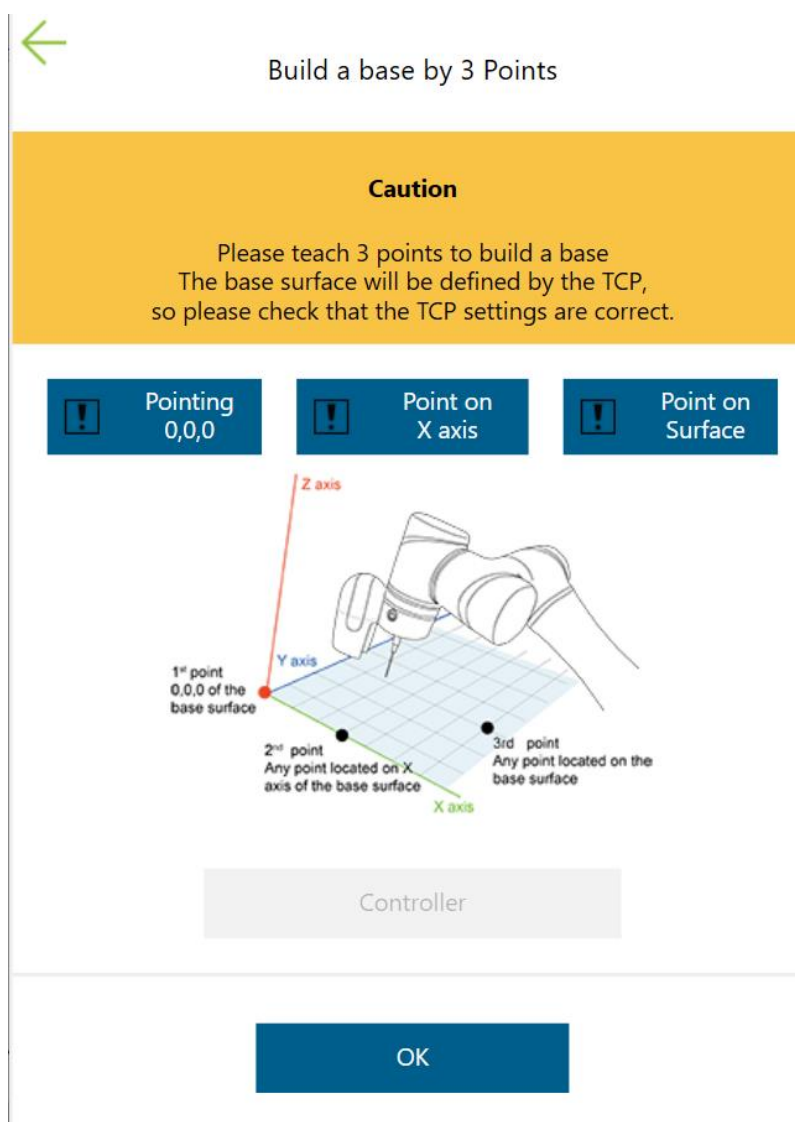 Build a base by 3 Points
Caution
Please teach 3 points to build a base
The base surface will be defined by the TCP,
so please check that the TCP settings are correct.
Pointing
0,0,0
Point on
X axis
Point on
Surface
Z axis
Y axis
1st point
0,0,0 of the
base surface
2nd point
Any point located on X
axis of the base surface
3rd point
Any point located on the
base surface
X axis
Controller
OK